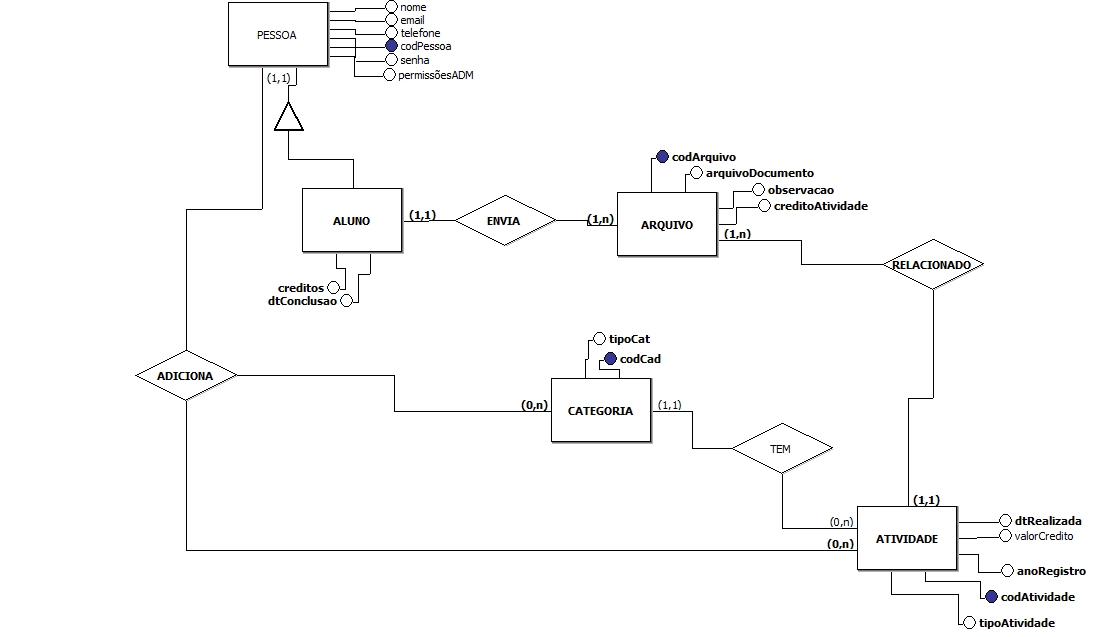 nome
email
PESSOA
telefone
codPessoa
senha
permissõesADM
(1,1)
codArquivo
arquivoDocumento
observacao
creditoAtividade
ALUNO
(1,1)
ENVIA
(1,n)
ARQUIVO
(1,n)
RELACIONADO
creditos
dtConclusao
tipoCat
codCad
ADICIONA
(0,n)
CATEGORIA
(1,1)
TEM
(1,1)
(0,n)
(0,n)
ATIVIDADE
dtRealizada
valorCredito
anoRegistro
codAtividade
tipoAtividade